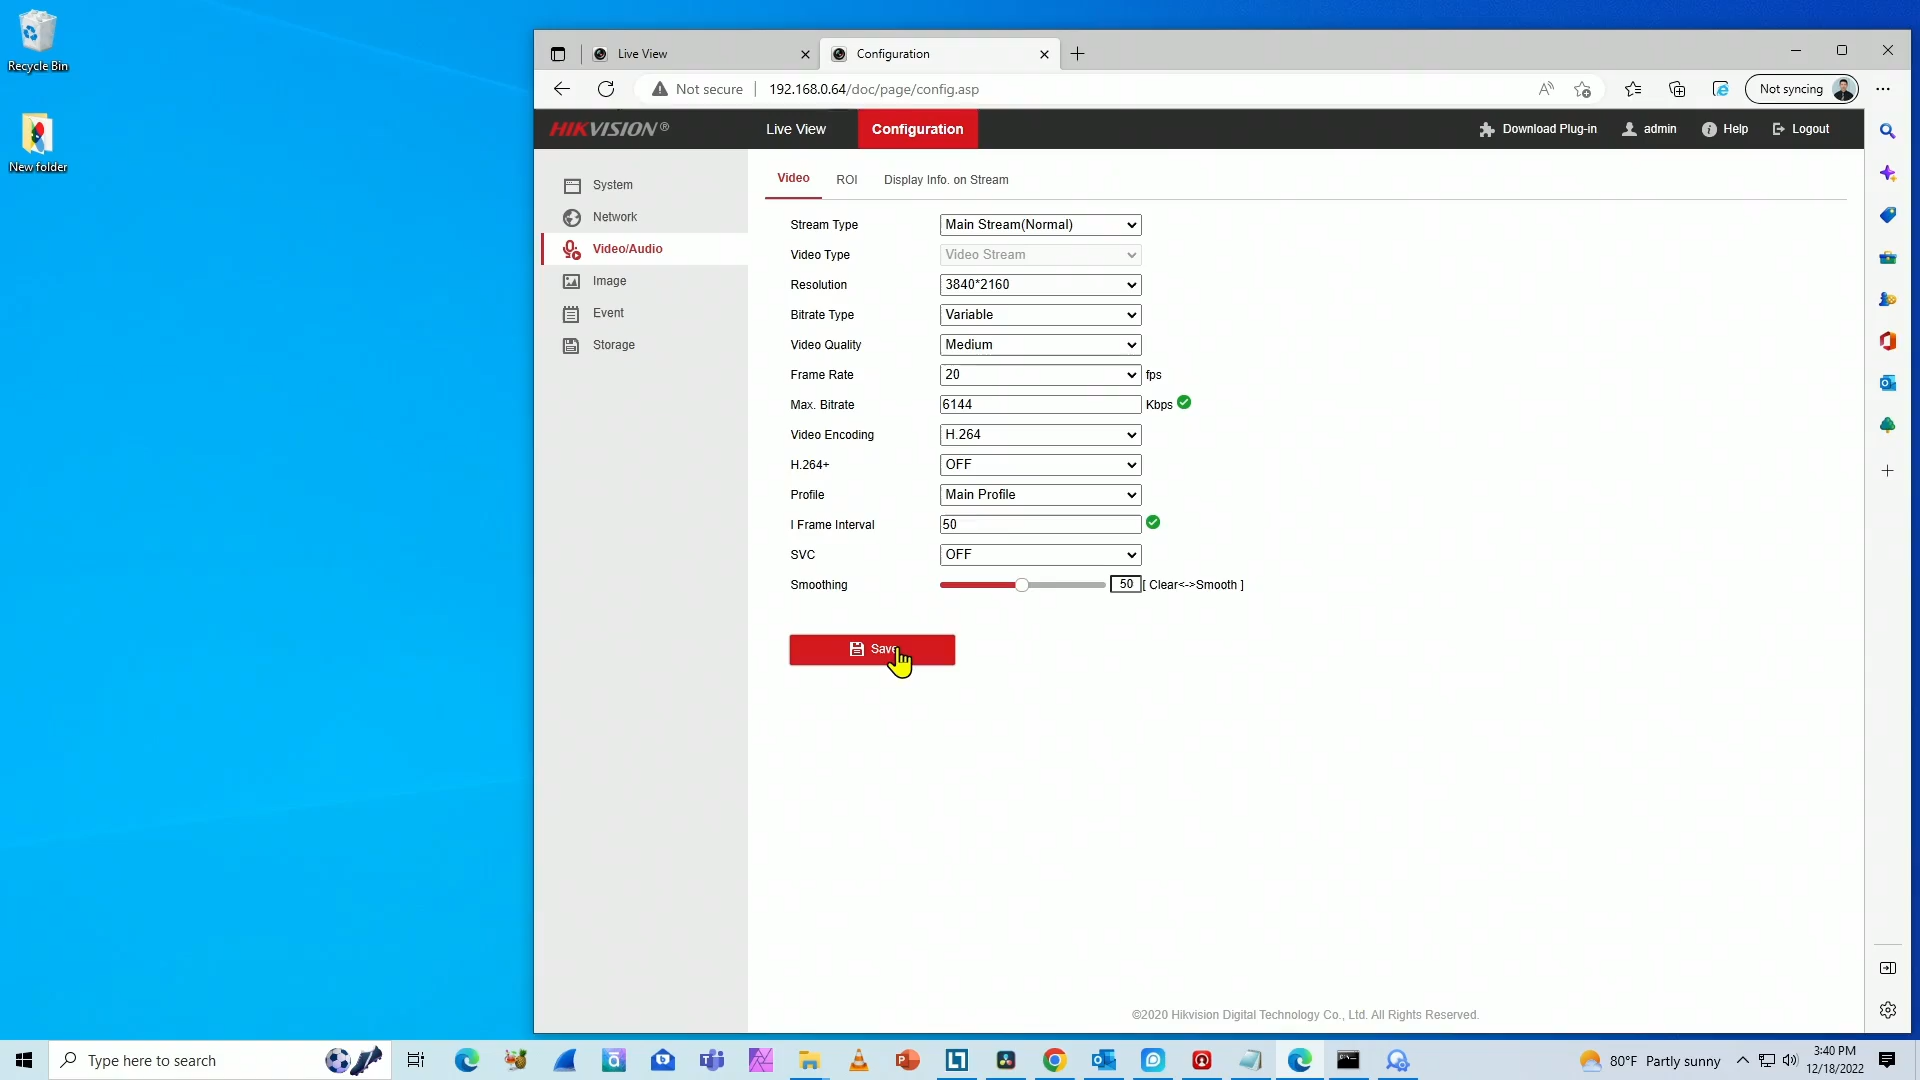 Recycle Bin
New folder
Live View
Configuration
Not secure
192.168.0.64/doc/page/config.asp
Not syncing
HIKVISION®
Live View
Configuration
Download Plug-in
admin
Help
Logout
System
Network
Video/Audio
Image
Event
Storage
Video
ROI
Display Info. on Stream
Stream Type
Main Stream(Normal)
Video Type
Video Stream
Resolution
3840*2160
Bitrate Type
Variable
Video Quality
Medium
Frame Rate
20
fps
Max. Bitrate
6144
Kbps
Video Encoding
H.264
H.264+
OFF
Profile
Main Profile
I Frame Interval
50
SVC
OFF
Smoothing
50
[ Clear<->Smooth ]
Save
©2020 Hikvision Digital Technology Co., Ltd. All Rights Reserved.
Type here to search
80°F Partly sunny
3:40 PM
12/18/2022